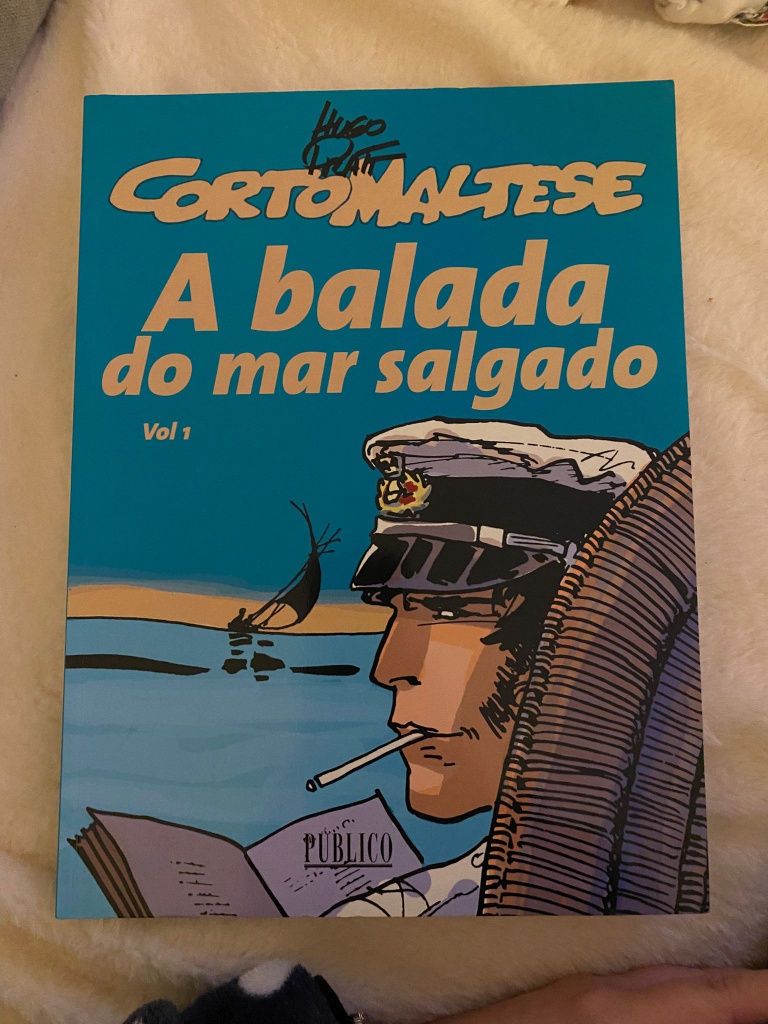 HUGO
PRATT
CORTO MALTESE
A balada
do mar salgado
Vol 1
PÚBLICO